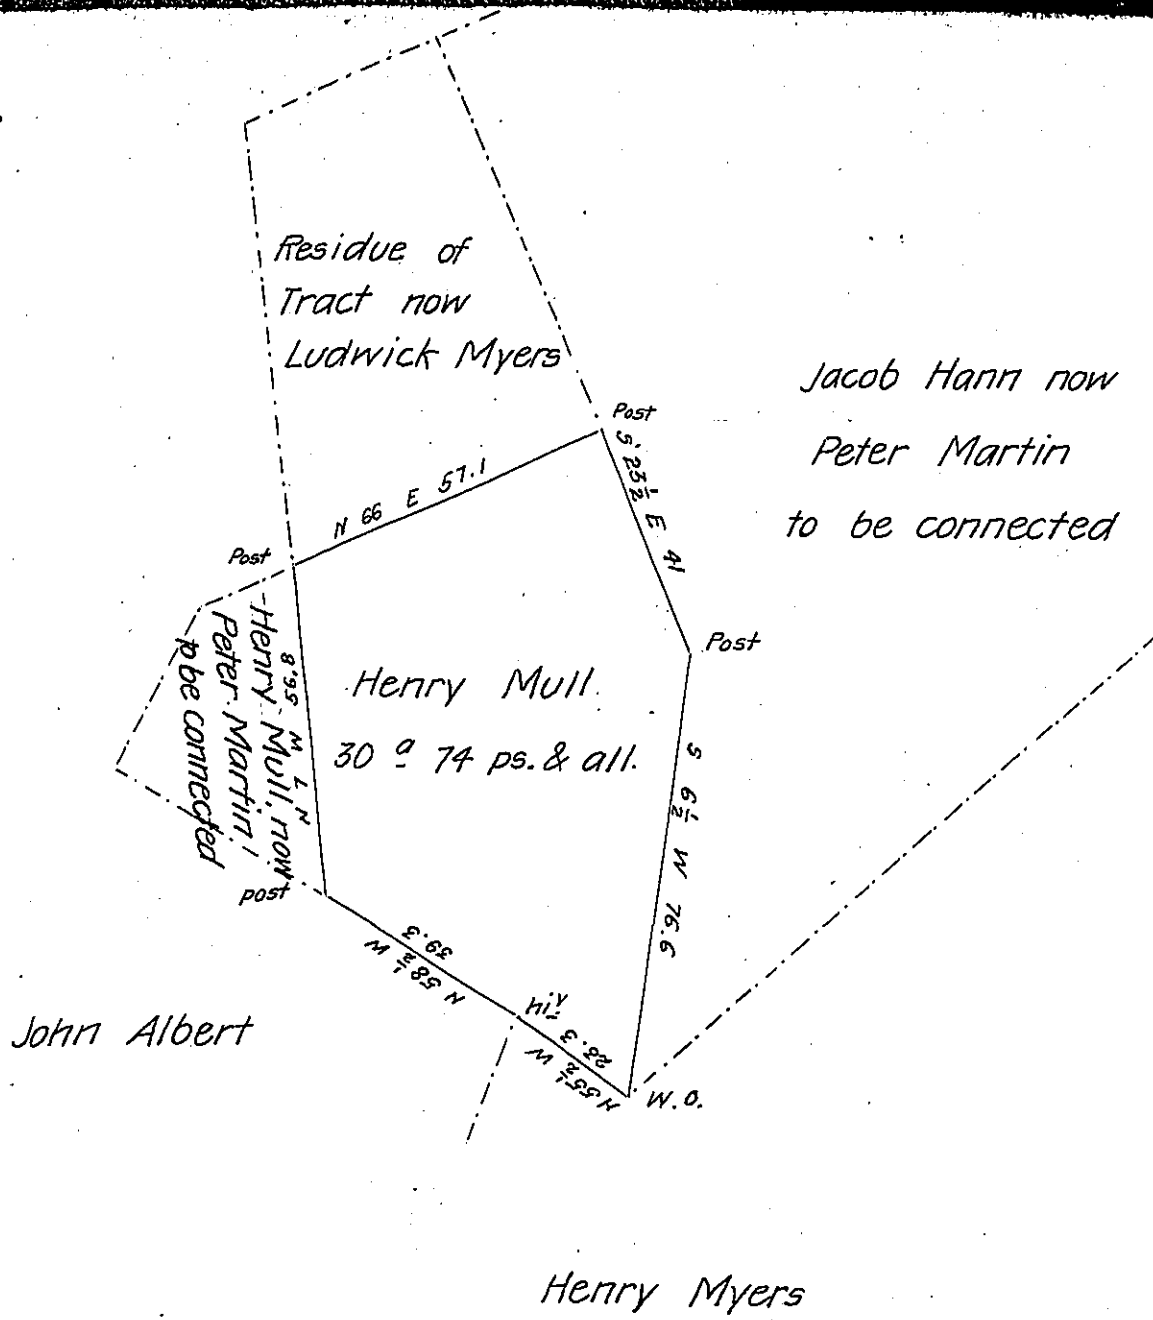 Residue of
Tract now
Ludwick Myers
Jacob Hann now
Peter Martin
to be connected
Post
S. 23½ E 41
N 66 E 57.1
Post
Post
Henry Mull now
Peter Martin
to be connected
N 7 W 56.8
Henry Mull
30 a 74 ps. & all.
S 6½ W 76.6
post
N 58½ W
39.3
hiy
N 55½ W
28.3
W.O.
John Albert
Henry Myers